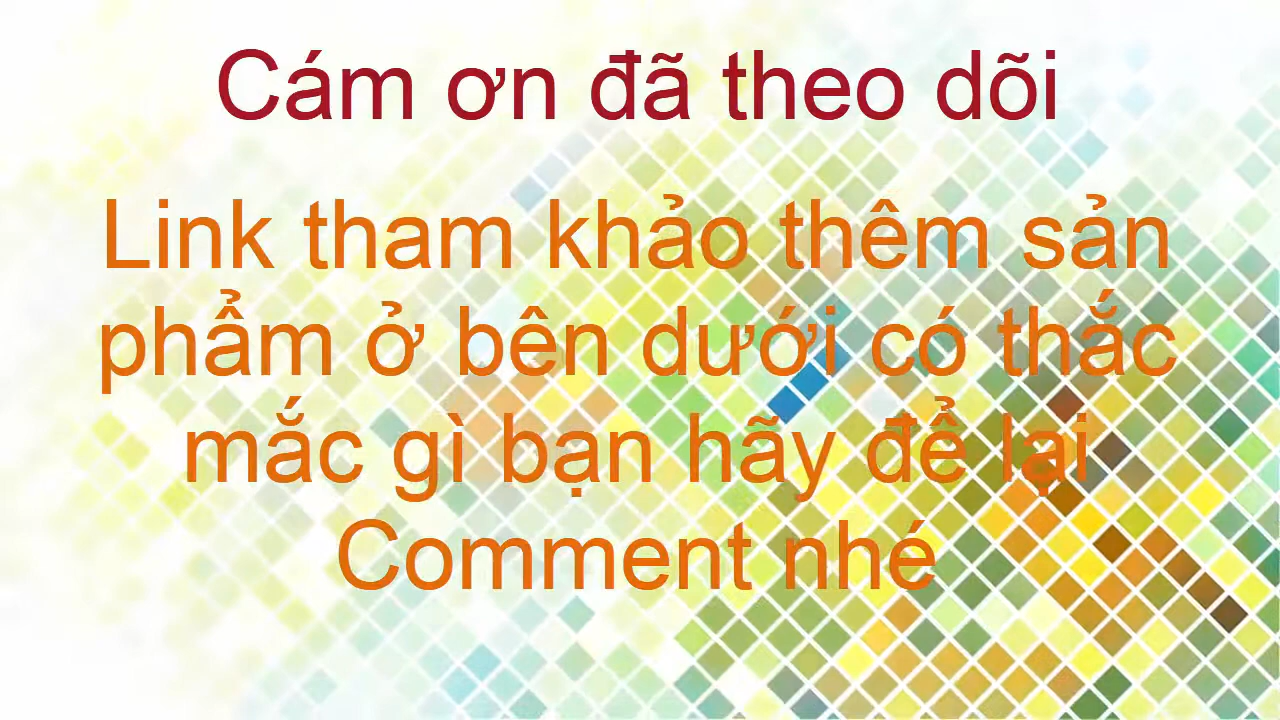 Cám ơn đã theo dõi
Link tham khảo thêm sản
phẩm ở bên dưới có thắc
mắc gì bạn hãy để lại
Comment nhé